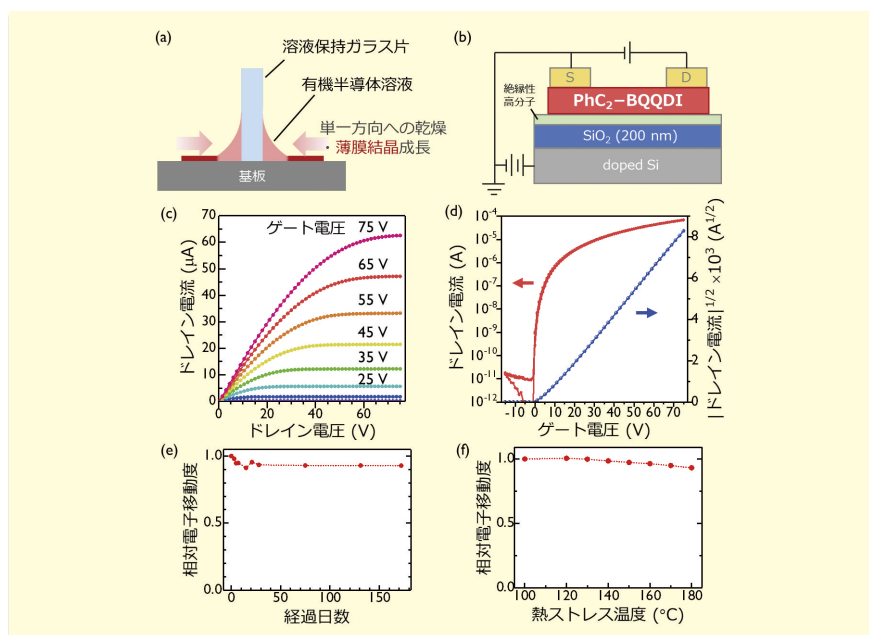 (a)
溶液保持ガラス片
有機半導体溶液
単一方向への乾燥
・薄膜結晶成長
基板
(b)
S
D
絶縁性
高分子
PhC₂−BQQDI
SiO₂ (200 nm)
doped Si
(c)
ドレイン電流 (μA)
70
60
50
40
30
20
10
0
ゲート電圧 75 V
65 V
55 V
45 V
35 V
25 V
0 20 40 60
ドレイン電圧 (V)
(d)
ドレイン電流 (A)
10⁻⁴
10⁻⁵
10⁻⁶
10⁻⁷
10⁻⁸
10⁻⁹
10⁻¹⁰
10⁻¹¹
10⁻¹²
-10 0 10 20 30 40 50 60 70
ゲート電圧 (V)
8
6
4
2
0
|ドレイン電流|^1/2 ×10³ (A^1/2)
(e)
相対電子移動度
1.0
0.5
0.0
0 50 100 150
経過日数
(f)
相対電子移動度
1.0
0.5
0.0
100 120 140 160 180
熱ストレス温度 (°C)